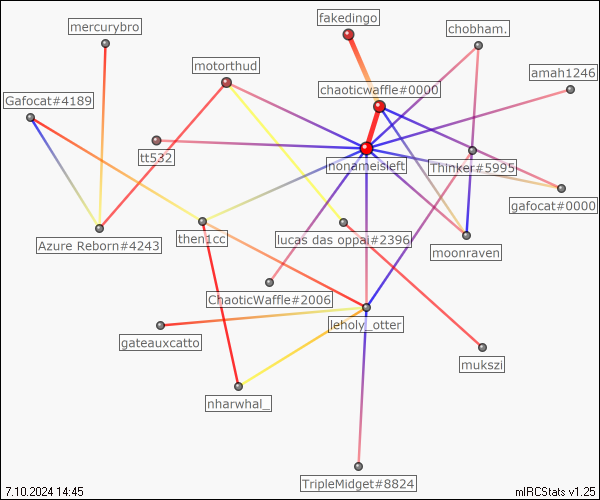 fakedingo
mercurybro
chobham.
motorthud
amah1246
chaoticwaffle#0000
Gafocat#4189
tt532
nonameisleft
Thinker#5995
gafocat#0000
Azure Reborn#4243
then1cc
lucas das oppai#2396
moonraven
ChaoticWaffle#2006
leholy_otter
gateauxcatto
mukszi
nharwhal_
TripleMidget#8824
7.10.2024 14:45
mIRCStats v1.25